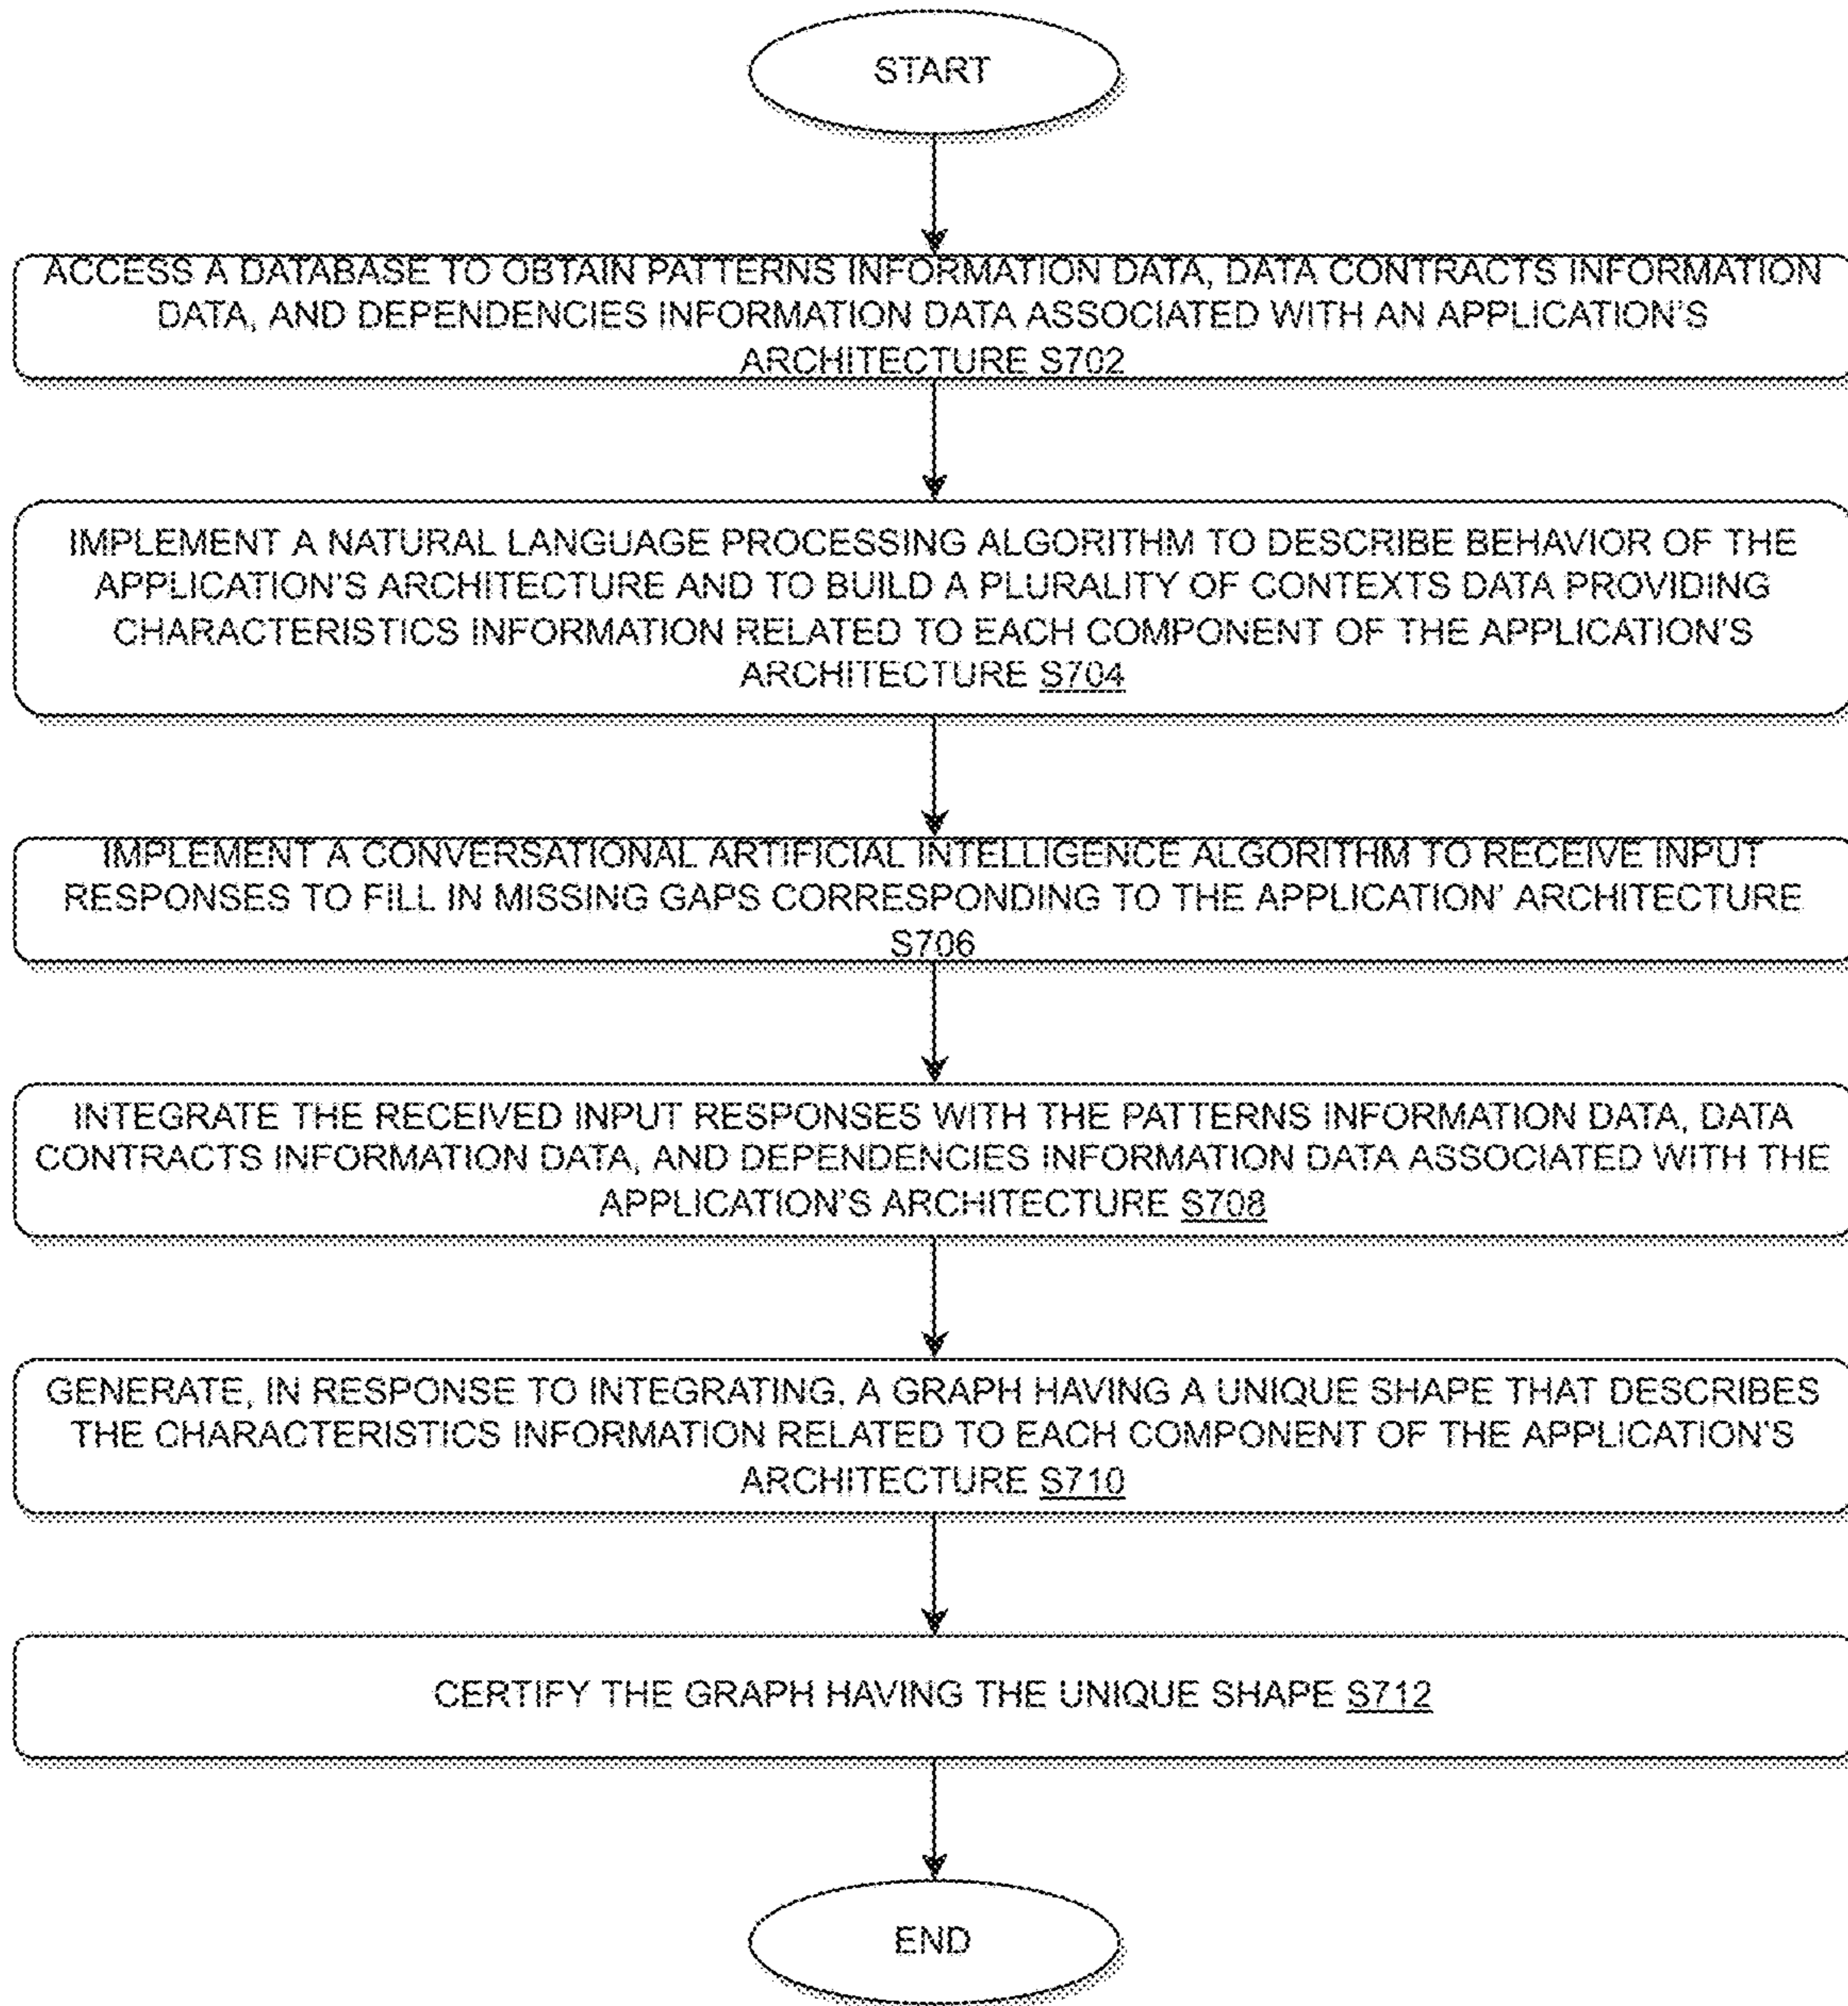 START
ACCESS A DATABASE TO OBTAIN PATTERNS INFORMATION DATA, DATA CONTRACTS INFORMATION
DATA, AND DEPENDENCIES INFORMATION DATA ASSOCIATED WITH AN APPLICATION'S
ARCHITECTURE S702
IMPLEMENT A NATURAL LANGUAGE PROCESSING ALGORITHM TO DESCRIBE BEHAVIOR OF THE
APPLICATION'S ARCHITECTURE AND TO BUILD A PLURALITY OF CONTEXTS DATA PROVIDING
CHARACTERISTICS INFORMATION RELATED TO EACH COMPONENT OF THE APPLICATION'S
ARCHITECTURE S704
IMPLEMENT A CONVERSATIONAL ARTIFICIAL INTELLIGENCE ALGORITHM TO RECEIVE INPUT
RESPONSES TO FILL IN MISSING GAPS CORRESPONDING TO THE APPLICATION' ARCHITECTURE
S706
INTEGRATE THE RECEIVED INPUT RESPONSES WITH THE PATTERNS INFORMATION DATA, DATA
CONTRACTS INFORMATION DATA, AND DEPENDENCIES INFORMATION DATA ASSOCIATED WITH THE
APPLICATION'S ARCHITECTURE S708
GENERATE, IN RESPONSE TO INTEGRATING, A GRAPH HAVING A UNIQUE SHAPE THAT DESCRIBES
THE CHARACTERISTICS INFORMATION RELATED TO EACH COMPONENT OF THE APPLICATION'S
ARCHITECTURE S710
CERTIFY THE GRAPH HAVING THE UNIQUE SHAPE S712
END